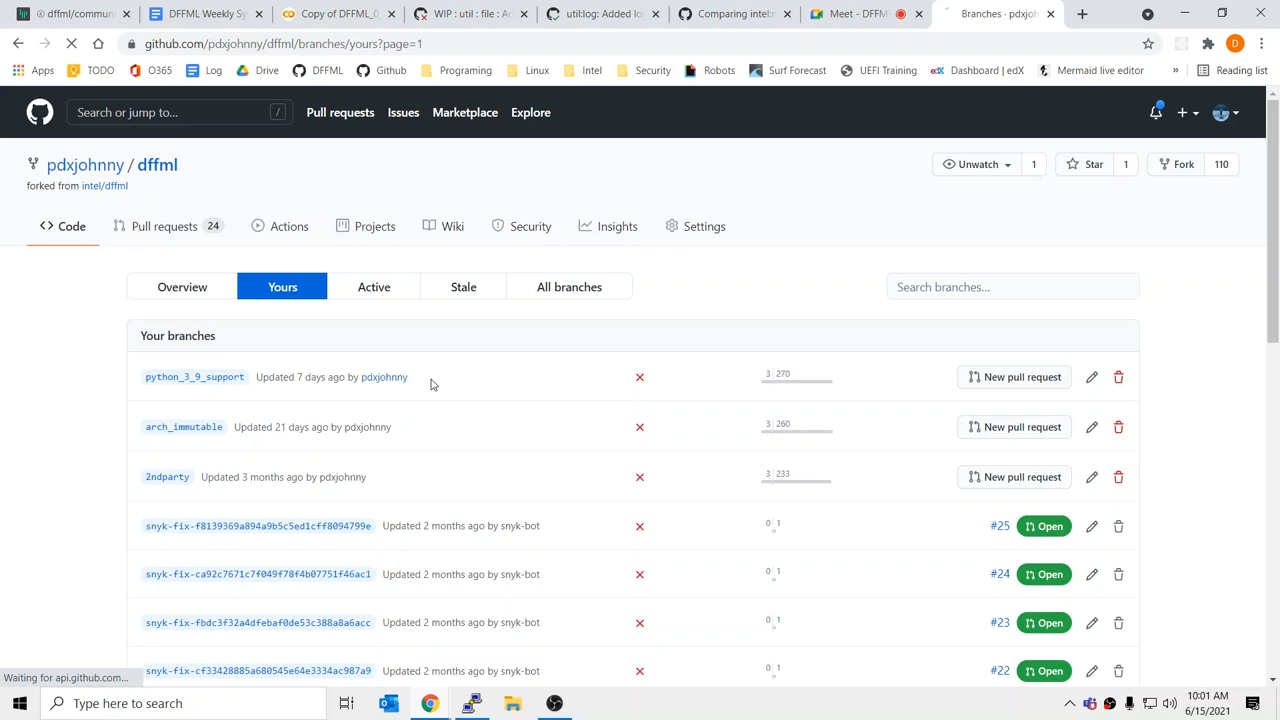 dffml/commun
DFFML Weekly Sy
Copy of DFFML_0
WIP : util : file : Ad
util:log: Added lo
Comparing intel:m
Meet - DFFM
Branches · pdxjoh
github.com/pdxjohnny/dffml/branches/yours?page=1
D
Apps TODO O365 Log Drive DFFML Github Programing Linux Intel Security Robots Surf Forecast UEFI Training edX Dashboard | edX Mermaid live editor » Reading list
Search or jump to... /
Pull requests Issues Marketplace Explore
pdxjohnny / dffml
Unwatch 1 Star 1 Fork 110
forked from intel/dffml
Code Pull requests 24 Actions Projects Wiki Security Insights Settings
Overview Yours Active Stale All branches Search branches...
Your branches
python_3_9_support Updated 7 days ago by pdxjohnny 3 270 New pull request
arch_immutable Updated 21 days ago by pdxjohnny 3 260 New pull request
2ndparty Updated 3 months ago by pdxjohnny 3 233 New pull request
snyk-fix-f8139369a894a9b5c5ed1cff8094799e Updated 2 months ago by snyk-bot 0 1 #25 Open
snyk-fix-ca92c7671c7f049f78f4b07751f46ac1 Updated 2 months ago by snyk-bot 0 1 #24 Open
snyk-fix-fbdc3f32a4dfebaf0de53c388a8a6acc Updated 2 months ago by snyk-bot 0 1 #23 Open
snyk-fix-cf33428885a680545e64e3334ac987a9 Updated 2 months ago by snyk-bot 0 1 #22 Open
Waiting for api.github.com...
Type here to search
10:01 AM
6/15/2021